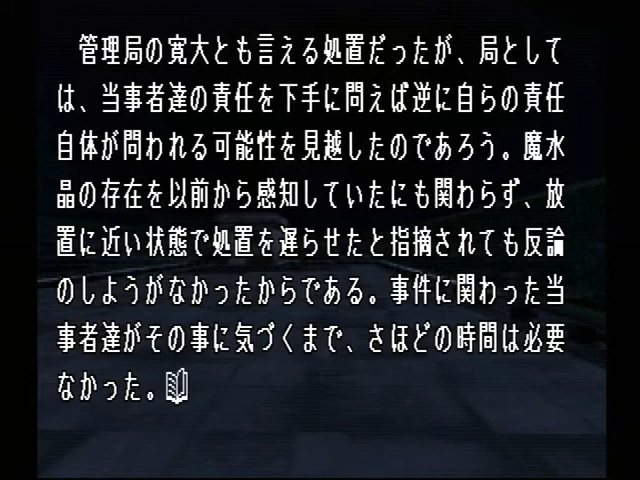 管理局の寛大とも言える処置だったが、局として
は、当事者達の責任を下手に問えば逆に自らの責任
自体が問われる可能性を見越したのであろう。魔水
晶の存在を以前から感知していたにも関わらず、放
置に近い状態で処置を遅らせたと指摘されても反論
のしようがなかったからである。事件に関わった当
事者達がその事に気づくまで、さほどの時間は必要
なかった。